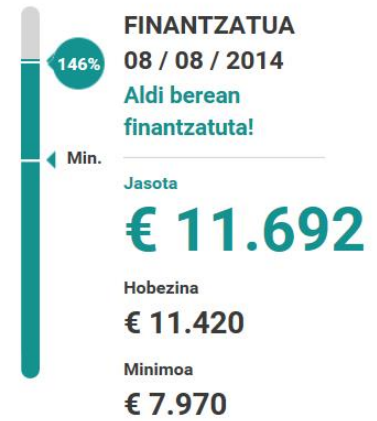 FINANTZATUA
146%
08 / 08 / 2014
Aldi berean
finantzatuta!
Min.
Jasota
€ 11.692
Hobezina
€ 11.420
Minimoa
€ 7.970